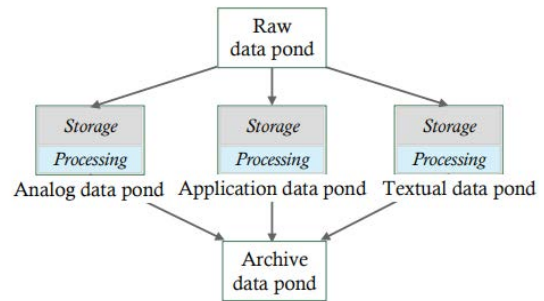 Raw
data pond
Storage
Processing
Analog data pond
Storage
Processing
Application data pond
Storage
Processing
Textual data pond
Archive
data pond